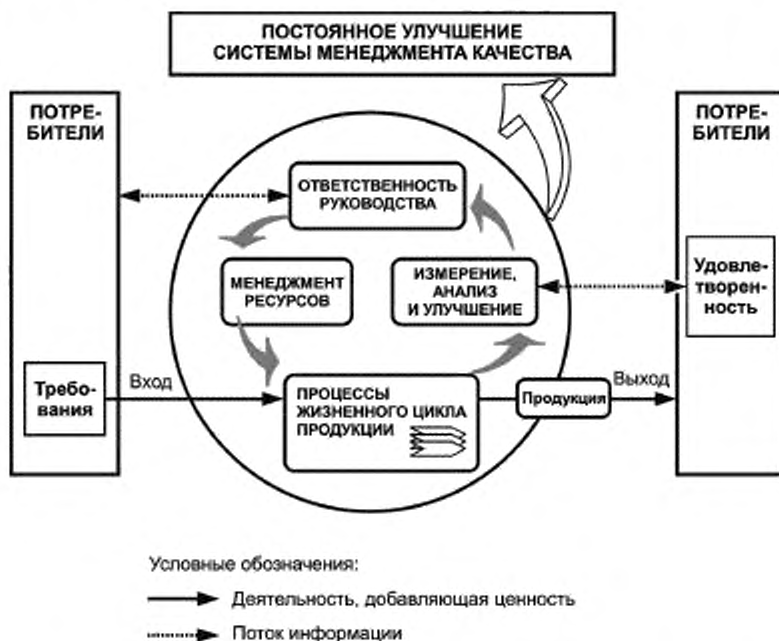 ПОСТОЯННОЕ УЛУЧШЕНИЕ
СИСТЕМЫ МЕНЕДЖМЕНТА КАЧЕСТВА
ПОТРЕ-
БИТЕЛИ
ПОТРЕ-
БИТЕЛИ
ОТВЕТСТВЕННОСТЬ
РУКОВОДСТВА
МЕНЕДЖМЕНТ
РЕСУРСОВ
ИЗМЕРЕНИЕ,
АНАЛИЗ
И УЛУЧШЕНИЕ
Удовле-
творен-
ность
Требо-
вания
Вход
ПРОЦЕССЫ
ЖИЗНЕННОГО ЦИКЛА
ПРОДУКЦИИ
Продукция
Выход
Условные обозначения:
Деятельность, добавляющая ценность
Поток информации